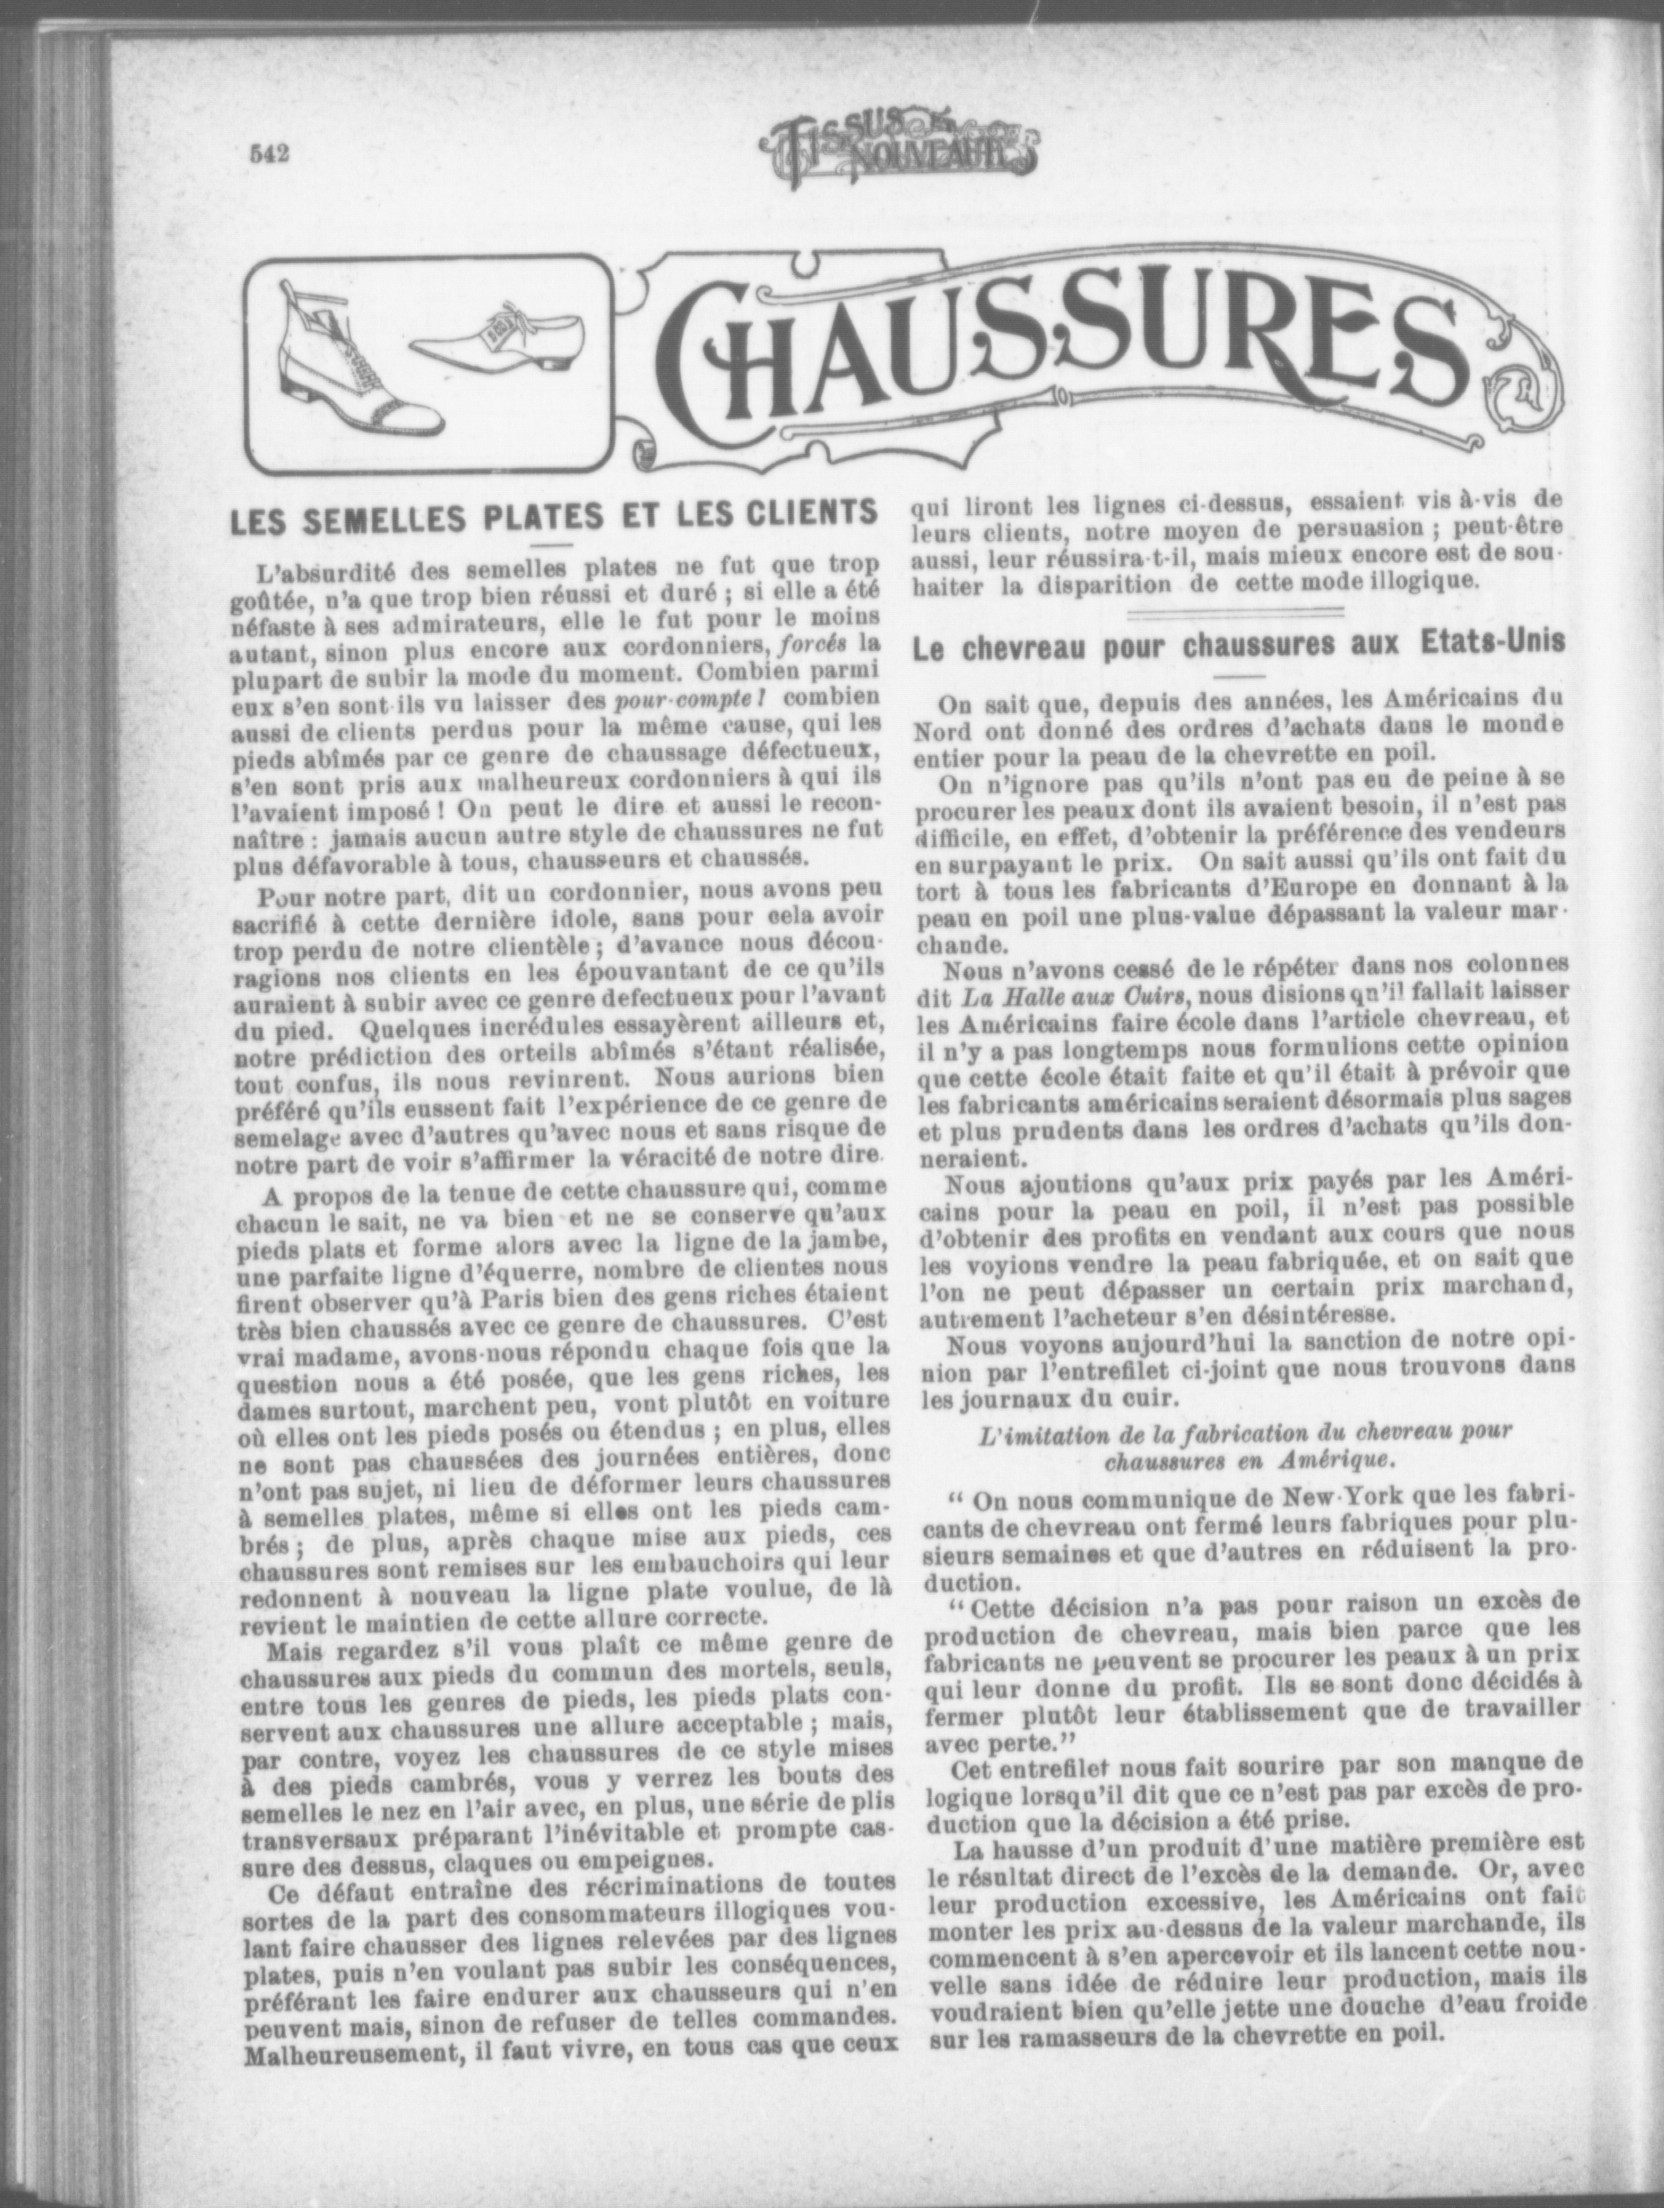 542
TISSUS & NOUVEAUTÉS
CHAUSSURES
LES SEMELLES PLATES ET LES CLIENTS
L'absurdité des semelles plates ne fut que trop
goûtée, n'a que trop bien réussi et duré ; si elle a été
néfaste à ses admirateurs, elle le fut pour le moins
autant, sinon plus encore aux cordonniers, forcés la
plupart de subir la mode du moment. Combien parmi
eux s'en sont-ils vu laisser des pour-compte ! combien
aussi de clients perdus pour la même cause, qui les
pieds abîmés par ce genre de chaussage défectueux,
s'en sont pris aux malheureux cordonniers à qui ils
l'avaient imposé ! On peut le dire et aussi le recon-
naître : jamais aucun autre style de chaussures ne fut
plus défavorable à tous, chausseurs et chaussés.
Pour notre part, dit un cordonnier, nous avons peu
sacrifié à cette dernière idole, sans pour cela avoir
trop perdu de notre clientèle ; d'avance nous décou-
ragions nos clients en les épouvantant de ce qu'ils
auraient à subir avec ce genre defectueux pour l'avant
du pied. Quelques incrédules essayèrent ailleurs et,
notre prédiction des orteils abîmés s'étant réalisée,
tout confus, ils nous revinrent. Nous aurions bien
préféré qu'ils eussent fait l'expérience de ce genre de
semelage avec d'autres qu'avec nous et sans risque de
notre part de voir s'affirmer la véracité de notre dire.
A propos de la tenue de cette chaussure qui, comme
chacun le sait, ne va bien et ne se conserve qu'aux
pieds plats et forme alors avec la ligne de la jambe,
une parfaite ligne d'équerre, nombre de clientes nous
firent observer qu'à Paris bien des gens riches étaient
très bien chaussés avec ce genre de chaussures. C'est
vrai madame, avons-nous répondu chaque fois que la
question nous a été posée, que les gens riches, les
dames surtout, marchent peu, vont plutôt en voiture
où elles ont les pieds posés ou étendus ; en plus, elles
ne sont pas chaussées des journées entières, donc
n'ont pas sujet, ni lieu de déformer leurs chaussures
à semelles plates, même si elles ont les pieds cam-
brés ; de plus, après chaque mise aux pieds, ces
chaussures sont remises sur les embauchoirs qui leur
redonnent à nouveau la ligne plate voulue, de là
revient le maintien de cette allure correcte.
Mais regardez s'il vous plaît ce même genre de
chaussures aux pieds du commun des mortels, seuls,
entre tous les genres de pieds, les pieds plats con-
servent aux chaussures une allure acceptable ; mais,
par contre, voyez les chaussures de ce style mises
à des pieds cambrés, vous y verrez les bouts des
semelles le nez en l'air avec, en plus, une série de plis
transversaux préparant l'inévitable et prompte cas-
sure des dessus, claques ou empeignes.
Ce défaut entraîne des récriminations de toutes
sortes de la part des consommateurs illogiques vou-
lant faire chausser des lignes relevées par des lignes
plates, puis n'en voulant pas subir les conséquences,
préférant les faire endurer aux chausseurs qui n'en
peuvent mais, sinon de refuser de telles commandes.
Malheureusement, il faut vivre, en tous cas que ceux
qui liront les lignes ci-dessus, essaient vis à-vis de
leurs clients, notre moyen de persuasion ; peut-être
aussi, leur réussira-t-il, mais mieux encore est de sou-
haiter la disparition de cette mode illogique.
Le chevreau pour chaussures aux Etats-Unis
On sait que, depuis des années, les Américains du
Nord ont donné des ordres d'achats dans le monde
entier pour la peau de la chevrette en poil.
On n'ignore pas qu'ils n'ont pas eu de peine à se
procurer les peaux dont ils avaient besoin, il n'est pas
difficile, en effet, d'obtenir la préférence des vendeurs
en surpayant le prix. On sait aussi qu'ils ont fait du
tort à tous les fabricants d'Europe en donnant à la
peau en poil une plus-value dépassant la valeur mar-
chande.
Nous n'avons cessé de le répéter dans nos colonnes
dit La Halle aux Cuirs, nous disions qu'il fallait laisser
les Américains faire école dans l'article chevreau, et
il n'y a pas longtemps nous formulions cette opinion
que cette école était faite et qu'il était à prévoir que
les fabricants américains seraient désormais plus sages
et plus prudents dans les ordres d'achats qu'ils don-
neraient.
Nous ajoutions qu'aux prix payés par les Améri-
cains pour la peau en poil, il n'est pas possible
d'obtenir des profits en vendant aux cours que nous
les voyions vendre la peau fabriquée, et on sait que
l'on ne peut dépasser un certain prix marchand,
autrement l'acheteur s'en désintéresse.
Nous voyons aujourd'hui la sanction de notre opi-
nion par l'entrefilet ci-joint que nous trouvons dans
les journaux du cuir.
L'imitation de la fabrication du chevreau pour
chaussures en Amérique.
" On nous communique de New-York que les fabri-
cants de chevreau ont fermé leurs fabriques pour plu-
sieurs semaines et que d'autres en réduisent la pro-
duction.
" Cette décision n'a pas pour raison un excès de
production de chevreau, mais bien parce que les
fabricants ne peuvent se procurer les peaux à un prix
qui leur donne du profit. Ils se sont donc décidés à
fermer plutôt leur établissement que de travailler
avec perte."
Cet entrefilet nous fait sourire par son manque de
logique lorsqu'il dit que ce n'est pas par excès de pro-
duction que la décision a été prise.
La hausse d'un produit d'une matière première est
le résultat direct de l'excès de la demande. Or, avec
leur production excessive, les Américains ont fait
monter les prix au-dessus de la valeur marchande, ils
commencent à s'en apercevoir et ils lancent cette nou-
velle sans idée de réduire leur production, mais ils
voudraient bien qu'elle jette une douche d'eau froide
sur les ramasseurs de la chevrette en poil.